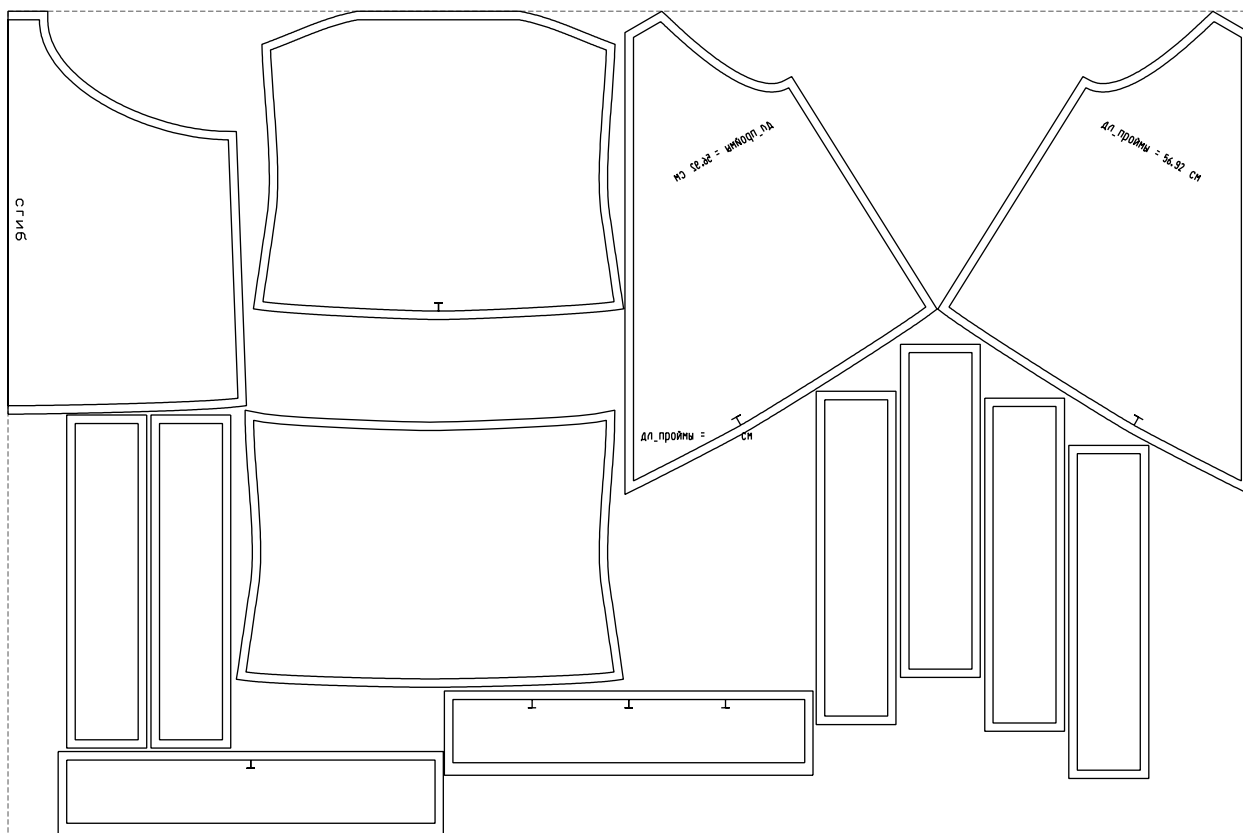 сгиб
дл_проймы = 56.92 см
дл_проймы = 56.92 см
дл_проймы = см